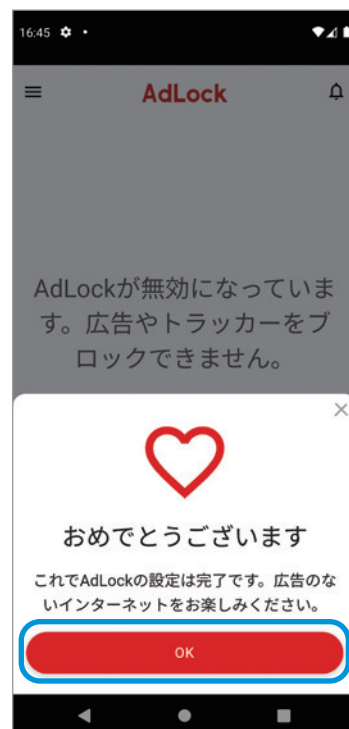 16:45
AdLock
AdLockが無効になっていま
す。広告やトラッカーをブ
ロックできません。
おめでとうございます
これでAdLockの設定は完了です。広告のな
いインターネットをお楽しみください。
OK